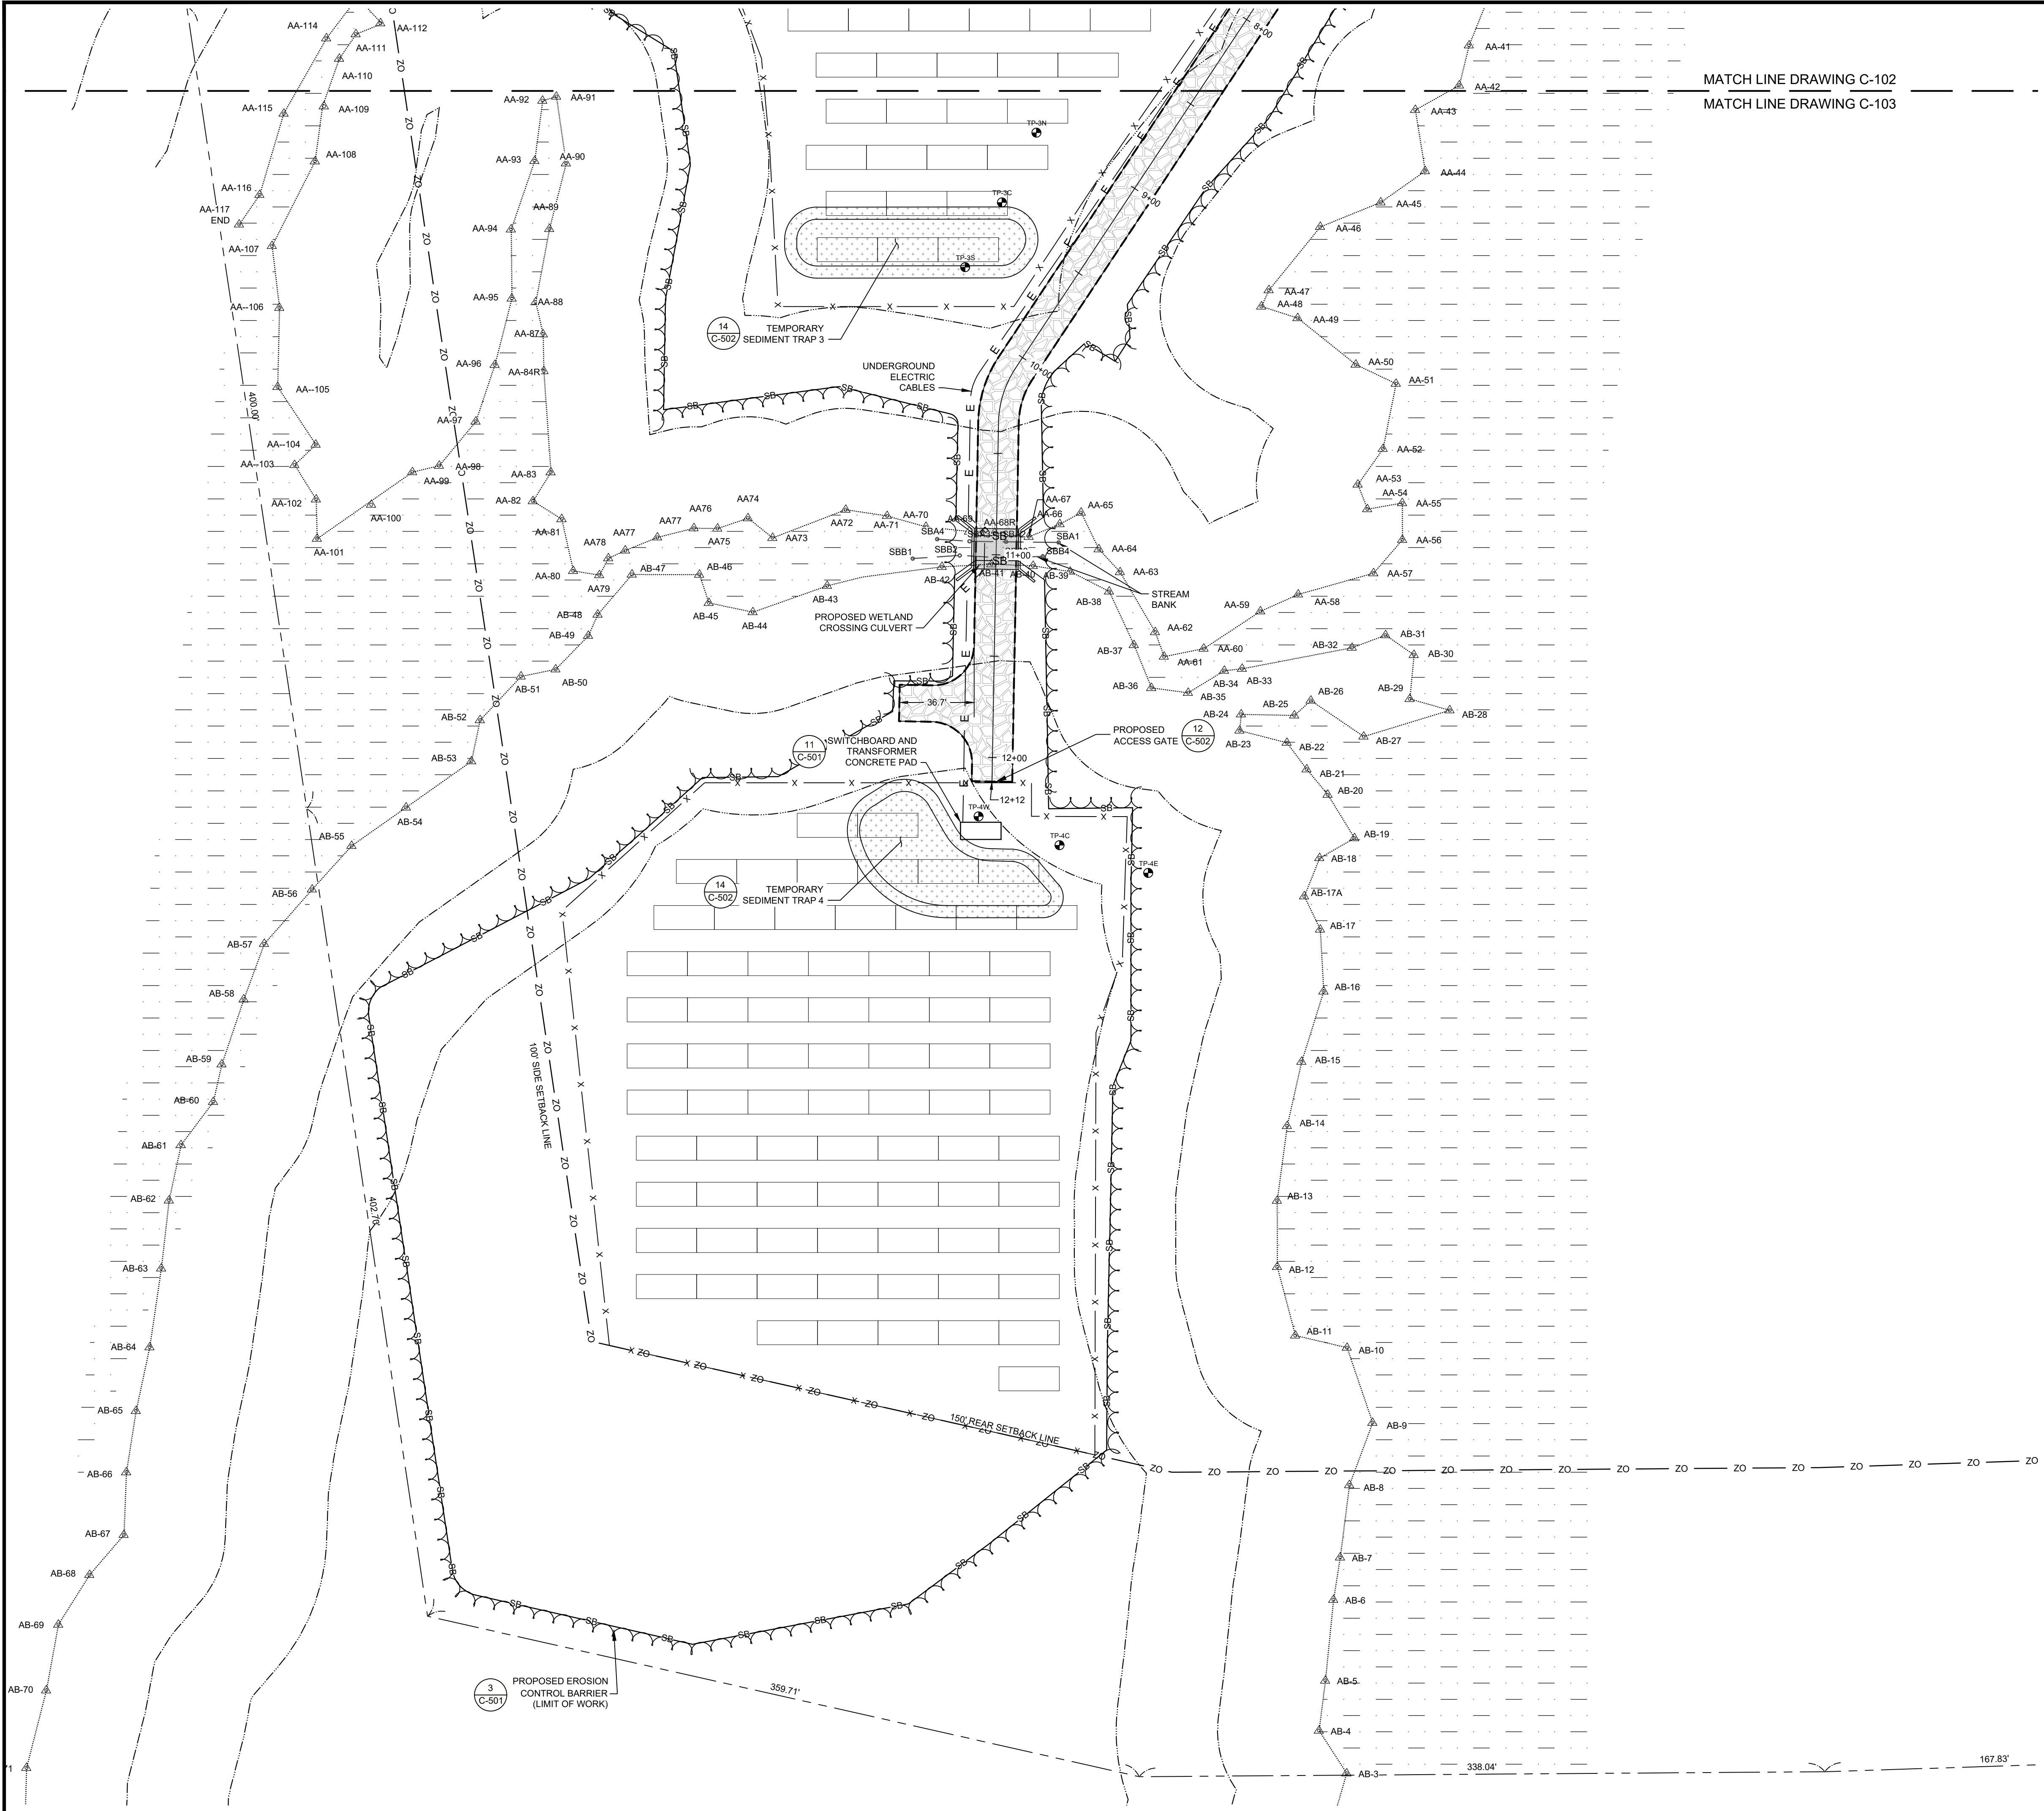 AA-114
AA-112
AA-111
AA-110
AA-115
AA-109
AA-108
AA-116
AA-117
END
AA-107
AA--106
AA--105
AA--104
AA--103
AA-102
AA-101
AA-100
AA-99
AA-98
AA-97
AA-96
AA-95
AA-94
AA-93
AA-92
AA-91
AA-90
AA-89
AA-88
AA-87
AA-84R
AA-83
AA-82
AA-81
AA-80
AA79
AA78
AA77
AA77
AA76
AA75
AA74
AA73
AA72
AA-71
AA-70
AA-69
AA-68R
AA-67
AA-66
AA-65
AA-64
AA-63
AA-62
AA-61
AA-60
AA-59
AA-58
AA-57
AA-56
AA-55
AA-54
AA-53
AA-52
AA-51
AA-50
AA-49
AA-48
AA-47
AA-46
AA-45
AA-44
AA-43
AA-42
AA-41
MATCH LINE DRAWING C-102
MATCH LINE DRAWING C-103
8+00
9+00
10+00
11+00
12+00
12+12
TP-3N
TP-3C
TP-3S
14
C-502
TEMPORARY
SEDIMENT TRAP 3
UNDERGROUND
ELECTRIC
CABLES
400.00'
SBA4
SBB1
SBB2
SBA1
SBB4
STREAM
BANK
PROPOSED WETLAND
CROSSING CULVERT
36.7'
11
C-501
SWITCHBOARD AND
TRANSFORMER
CONCRETE PAD
PROPOSED
ACCESS GATE
12
C-502
TP-4W
TP-4C
TP-4E
14
C-502
TEMPORARY
SEDIMENT TRAP 4
AB-38
AB-39
AB-40
AB-41
AB-42
AB-43
AB-44
AB-45
AB-46
AB-47
AB-48
AB-49
AB-50
AB-51
AB-52
AB-53
AB-54
AB-55
AB-56
AB-57
AB-58
AB-59
AB-60
AB-61
AB-62
AB-63
AB-64
AB-65
AB-66
AB-67
AB-68
AB-69
AB-70
AB-37
AB-36
AB-35
AB-34
AB-33
AB-32
AB-31
AB-30
AB-29
AB-28
AB-27
AB-26
AB-25
AB-24
AB-23
AB-22
AB-21
AB-20
AB-19
AB-18
AB-17A
AB-17
AB-16
AB-15
AB-14
AB-13
AB-12
AB-11
AB-10
AB-9
AB-8
AB-7
AB-6
AB-5
AB-4
AB-3
100' SIDE SETBACK LINE
402.70'
150' REAR SETBACK LINE
3
C-501
PROPOSED EROSION
CONTROL BARRIER
(LIMIT OF WORK)
359.71'
338.04'
167.83'